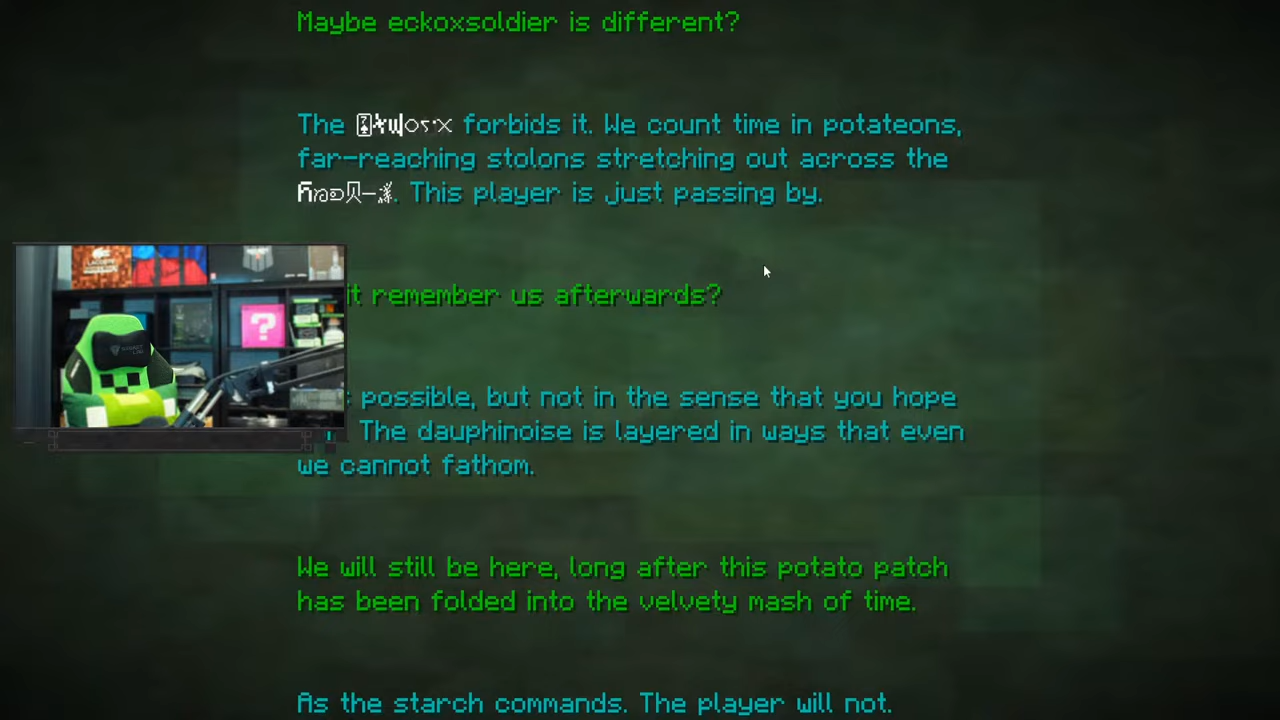 Maybe eckoxsoldier is different?
The forbids it. We count time in potateons,
far-reaching stolons stretching out across the
. This player is just passing by.
it remember us afterwards?
possible, but not in the sense that you hope
The dauphinoise is layered in ways that even
we cannot fathom.
We will still be here, long after this potato patch
has been folded into the velvety mash of time.
As the starch commands. The player will not.
?